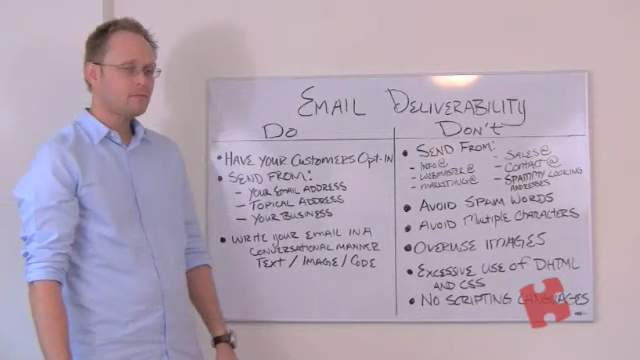 EMAIL DELIVERABILITY
DO
• HAVE YOUR CUSTOMERS OPT-IN
• SEND FROM:
– YOUR EMAIL ADDRESS
– TOPICAL ADDRESS
– YOUR BUSINESS
• WRITE YOUR EMAIL IN A
CONVERSATIONAL MANNER
TEXT / IMAGE / CODE
DON'T
• SEND FROM:
- INFO@
- WEBMASTER@
- MARKETING@
- SALES@
- CONTACT@
- SPAMMY LOOKING
ADDRESSES
• AVOID SPAM WORDS
• AVOID MULTIPLE CHARACTERS
• OVERUSE IMAGES
• EXCESSIVE USE OF DHTML
AND CSS
• NO SCRIPTING LANGUAGES